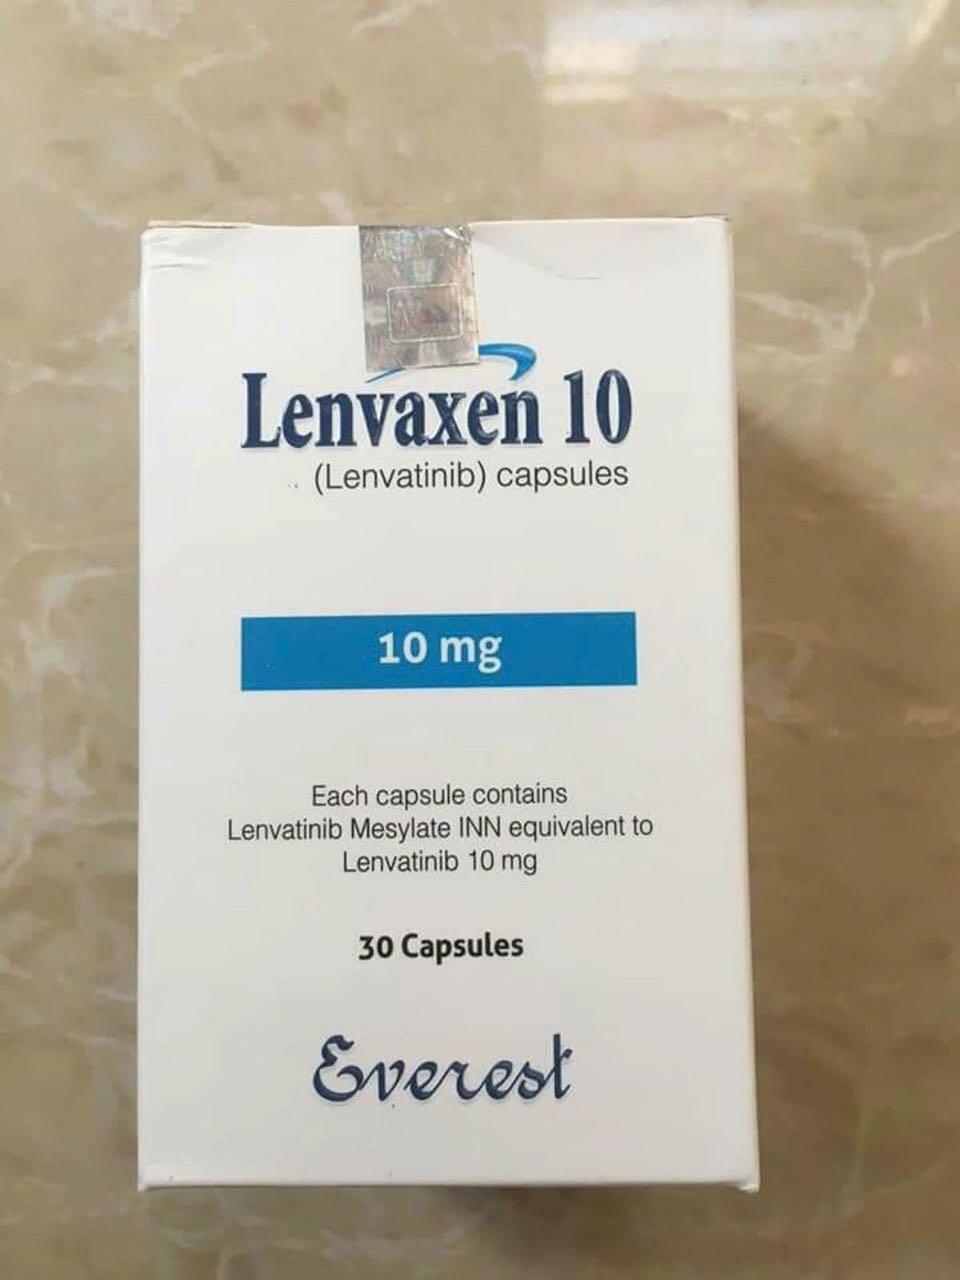 Lenvaxen 10
(Lenvatinib) capsules
10 mg
Each capsule contains
Lenvatinib Mesylate INN equivalent to
Lenvatinib 10 mg
30 Capsules
Everest